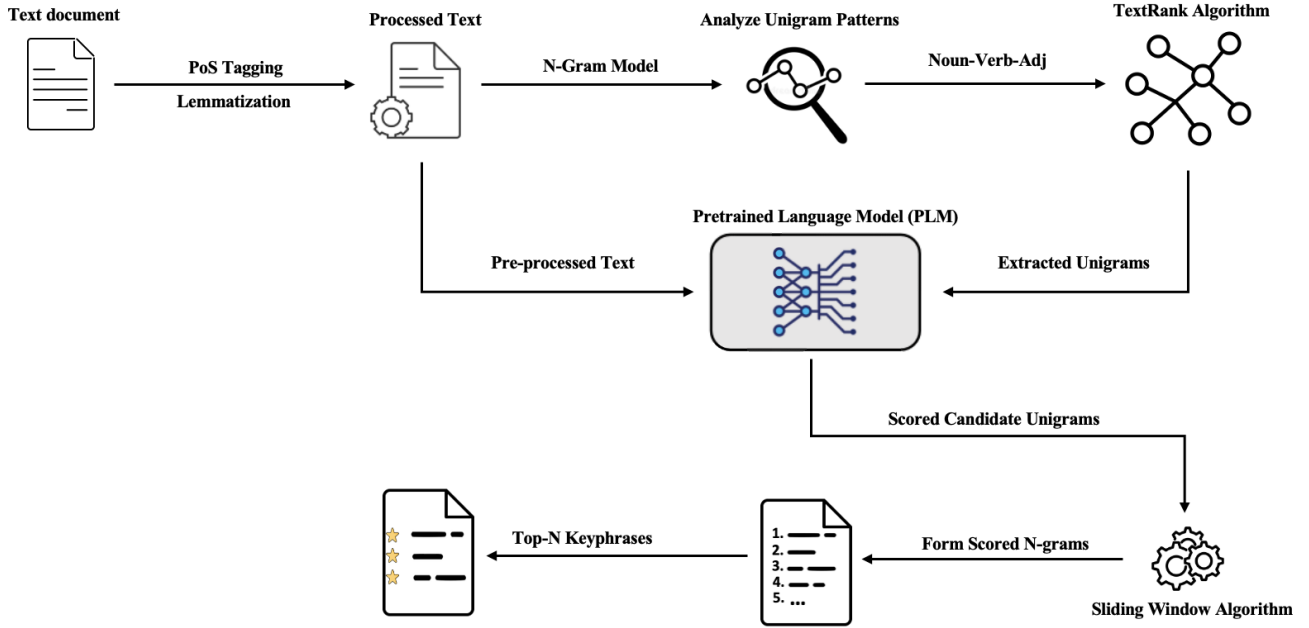 Text document
Processed Text
Analyze Unigram Patterns
TextRank Algorithm
PoS Tagging
Lemmatization
N-Gram Model
Noun-Verb-Adj
Pretrained Language Model (PLM)
Pre-processed Text
Extracted Unigrams
Scored Candidate Unigrams
Top-N Keyphrases
1.
2.
3.
4.
5. ...
Form Scored N-grams
Sliding Window Algorithm